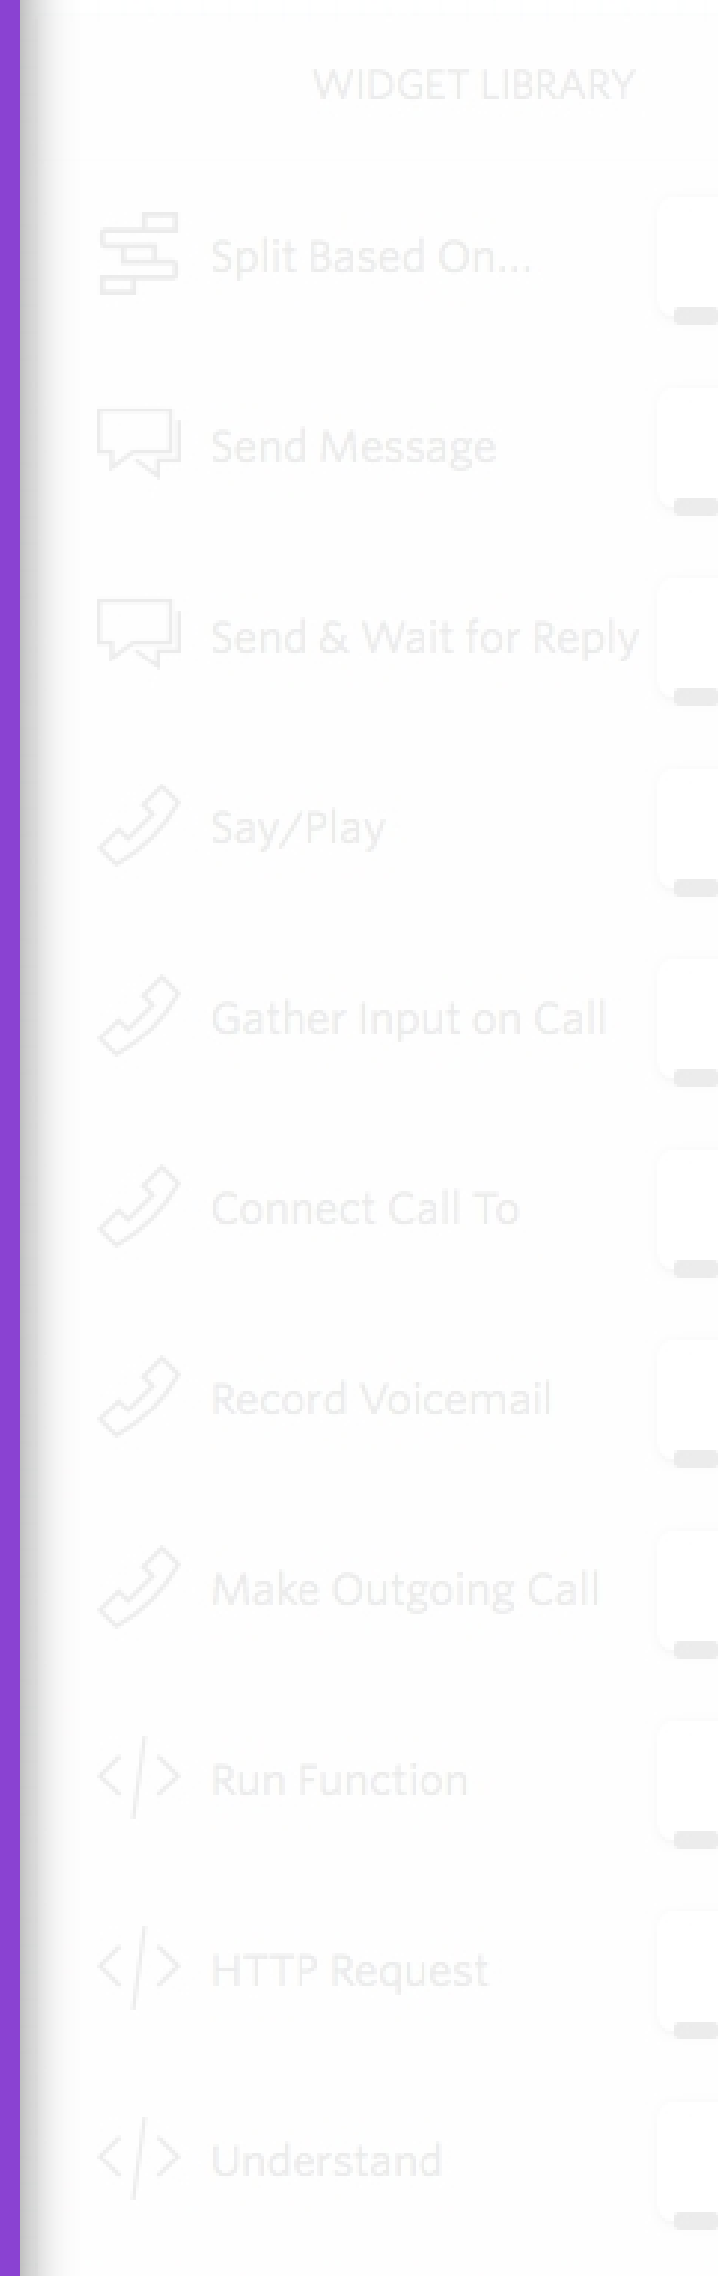 WIDGET LIBRARY
Split Based On...
Send Message
Send & Wait for Reply
Say/Play
Gather Input on Call
Connect Call To
Record Voicemail
Make Outgoing Call
Run Function
HTTP Request
Understand